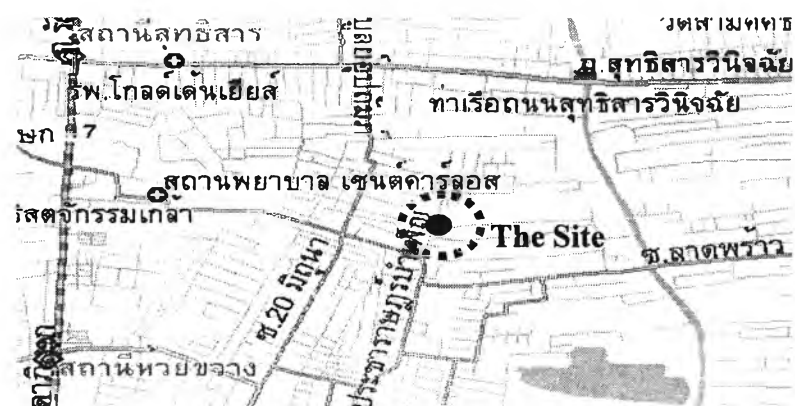 สถานีสุทธิสาร
ถ.สุทธิสารวินิจฉัย
รพ.โกลด์เด้นเยียส์
ท่าเรือถนนสุทธิสารวินิจฉัย
7
สถานพยาบาล เซนต์คาร์ลอส
The Site
ซ.ลาดพร้าว
ซ.20 มิถุนา
ประชาราษฎร์บำเพ็ญ
สถานีห้วยขวาง